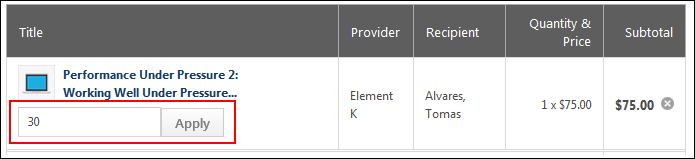 Title Provider Recipient Quantity &
Price Subtotal
Performance Under Pressure 2:
Working Well Under Pressure...
Element
K
Alvares,
Tomas
1 x $75.00 $75.00
30 Apply